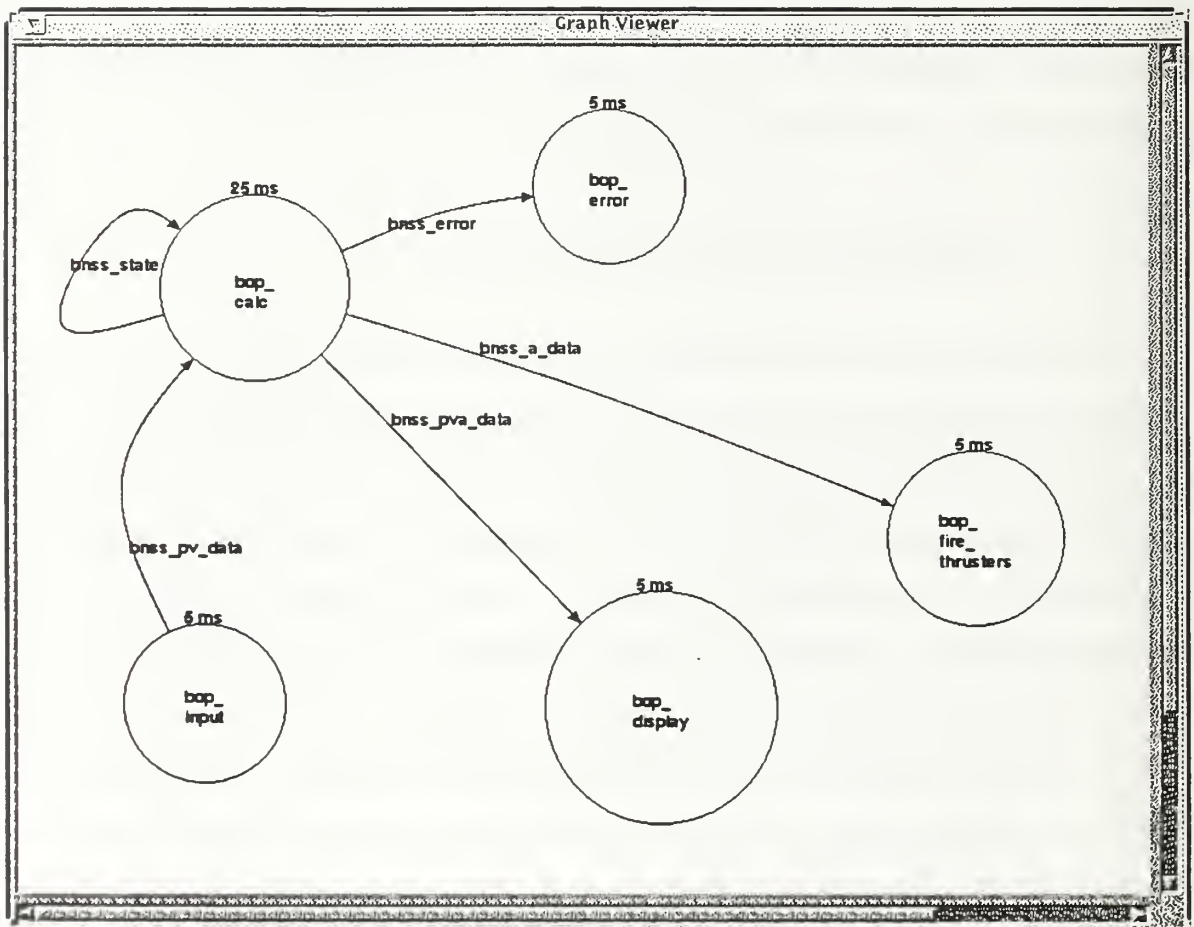 Graph Viewer
5 ms
bop_
error
25 ms
bnss_error
bnss_state
bop_
calc
bnss_a_data
bnss_pva_data
5 ms
bop_
fire_
thrusters
bnss_pv_data
5 ms
5 ms
bop_
input
bop_
display